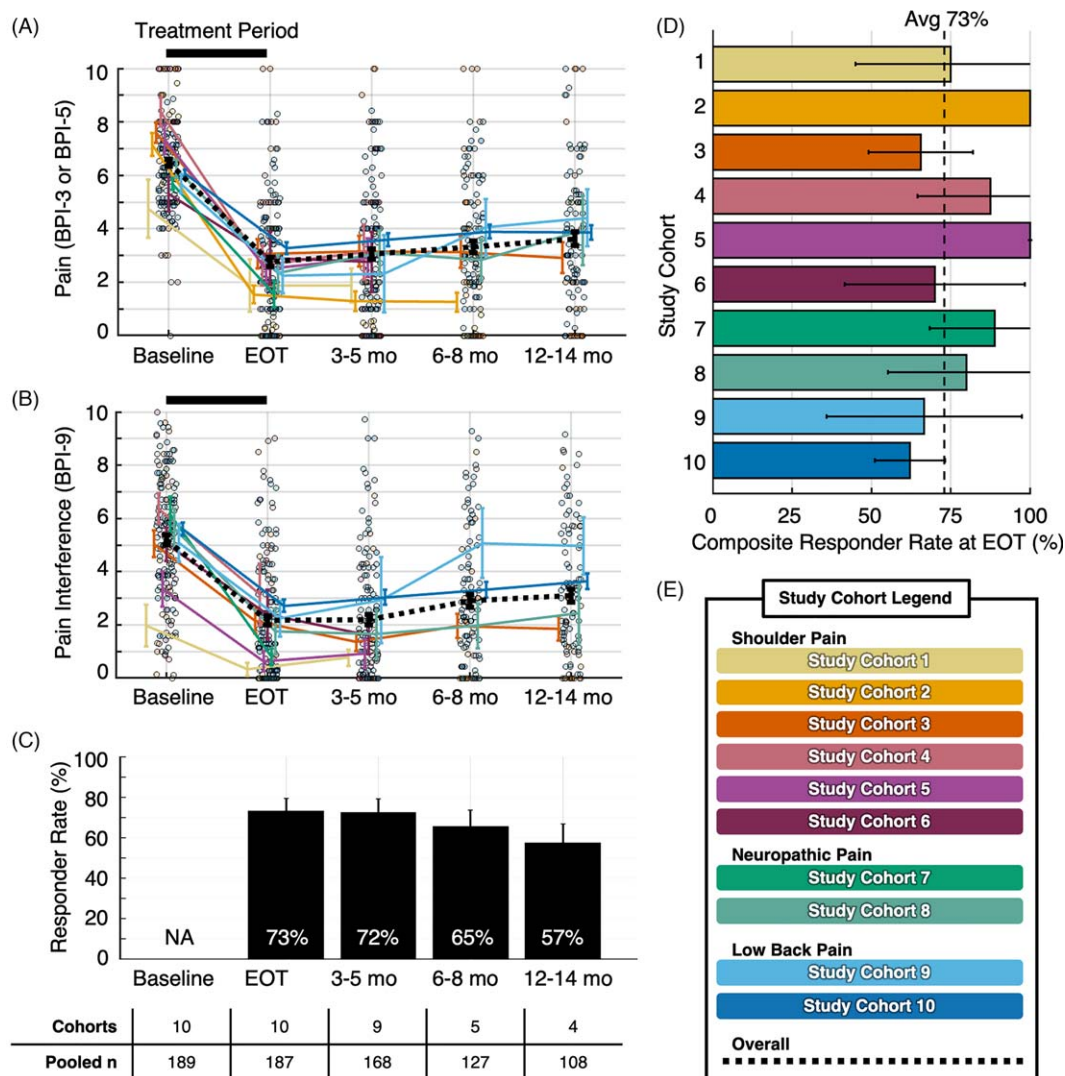 (A)
Treatment Period
Pain (BPI-3 or BPI-5)
10
8
6
4
2
0
Baseline EOT 3-5 mo 6-8 mo 12-14 mo
(B)
Pain Interference (BPI-9)
10
8
6
4
2
0
Baseline EOT 3-5 mo 6-8 mo 12-14 mo
(C)
Responder Rate (%)
100
80
60
40
20
0
NA 73% 72% 65% 57%
Baseline EOT 3-5 mo 6-8 mo 12-14 mo
Cohorts 10 10 9 5 4
Pooled n 189 187 168 127 108
(D)
Avg 73%
Study Cohort
1
2
3
4
5
6
7
8
9
10
0 25 50 75 100
Composite Responder Rate at EOT (%)
(E)
Study Cohort Legend
Shoulder Pain
Study Cohort 1
Study Cohort 2
Study Cohort 3
Study Cohort 4
Study Cohort 5
Study Cohort 6
Neuropathic Pain
Study Cohort 7
Study Cohort 8
Low Back Pain
Study Cohort 9
Study Cohort 10
Overall